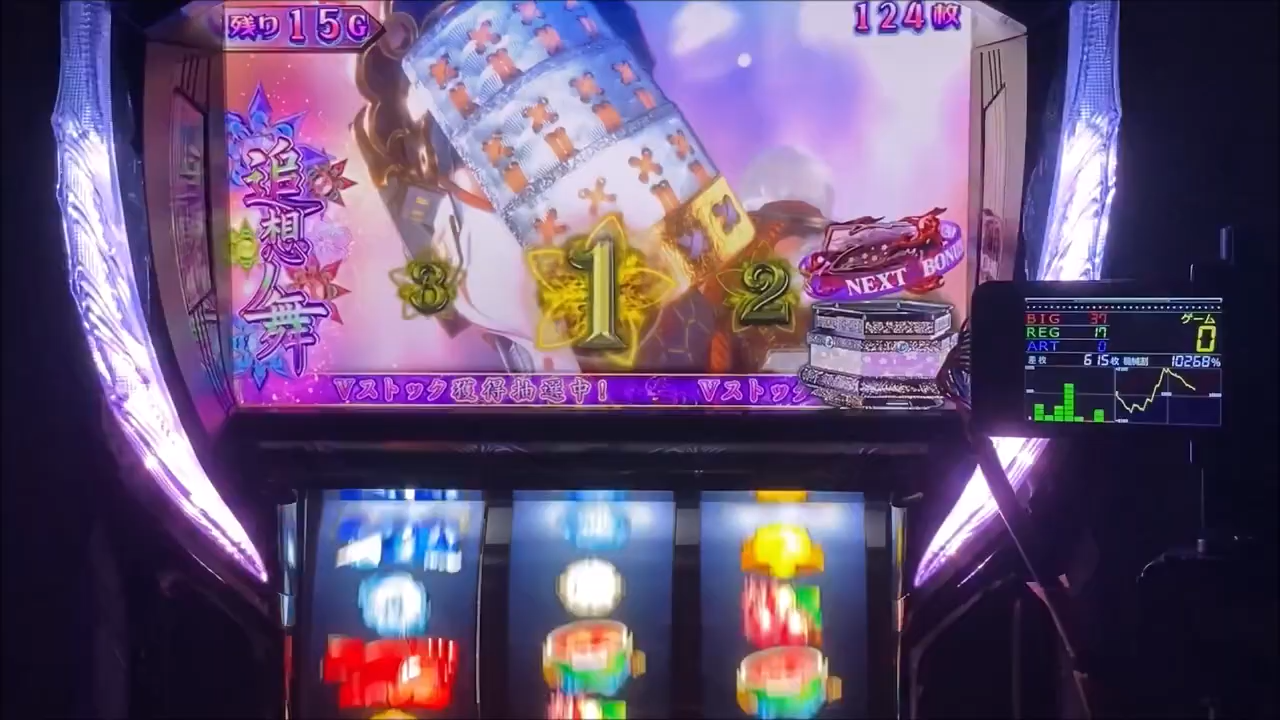 残り15G
124枚
追想ノ舞
3 1 2
NEXT BONUS
Vストック獲得抽選中! Vストック
BIG 37
REG 17
ART 0
ゲーム
0
差枚 615枚 機械割 10268%